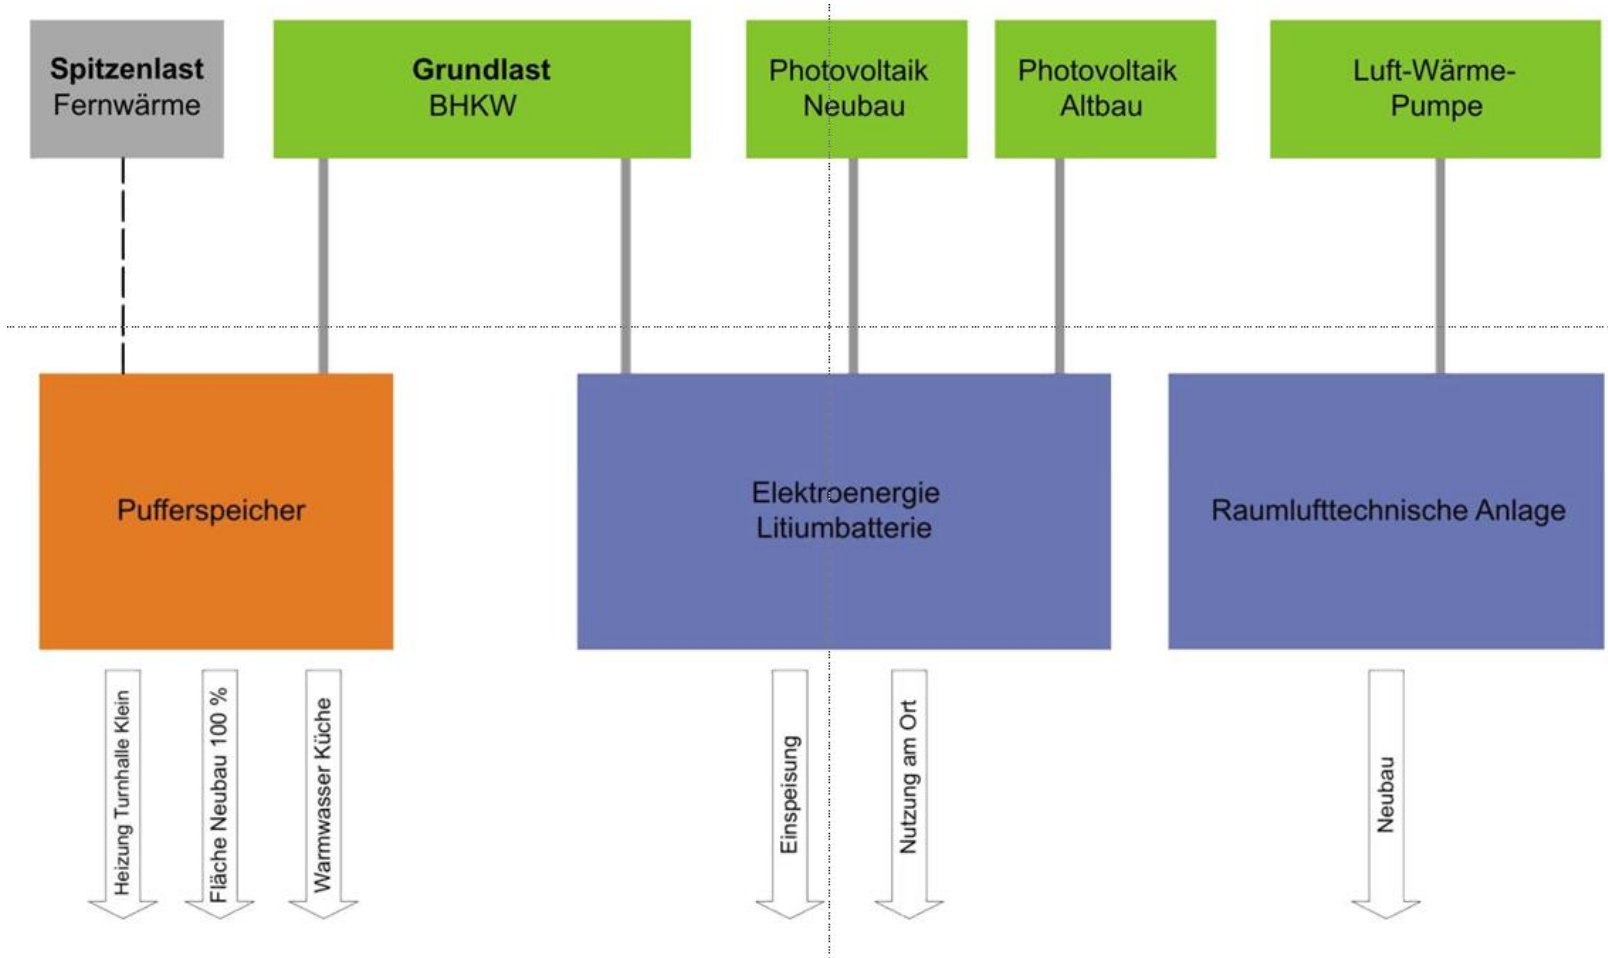 Spitzenlast
Fernwärme
Grundlast
BHKW
Photovoltaik
Neubau
Photovoltaik
Altbau
Luft-Wärme-
Pumpe
Pufferspeicher
Elektroenergie
Litiumbatterie
Raumlufttechnische Anlage
Heizung Turnhalle Klein
Fläche Neubau 100 %
Warmwasser Küche
Einspeisung
Nutzung am Ort
Neubau